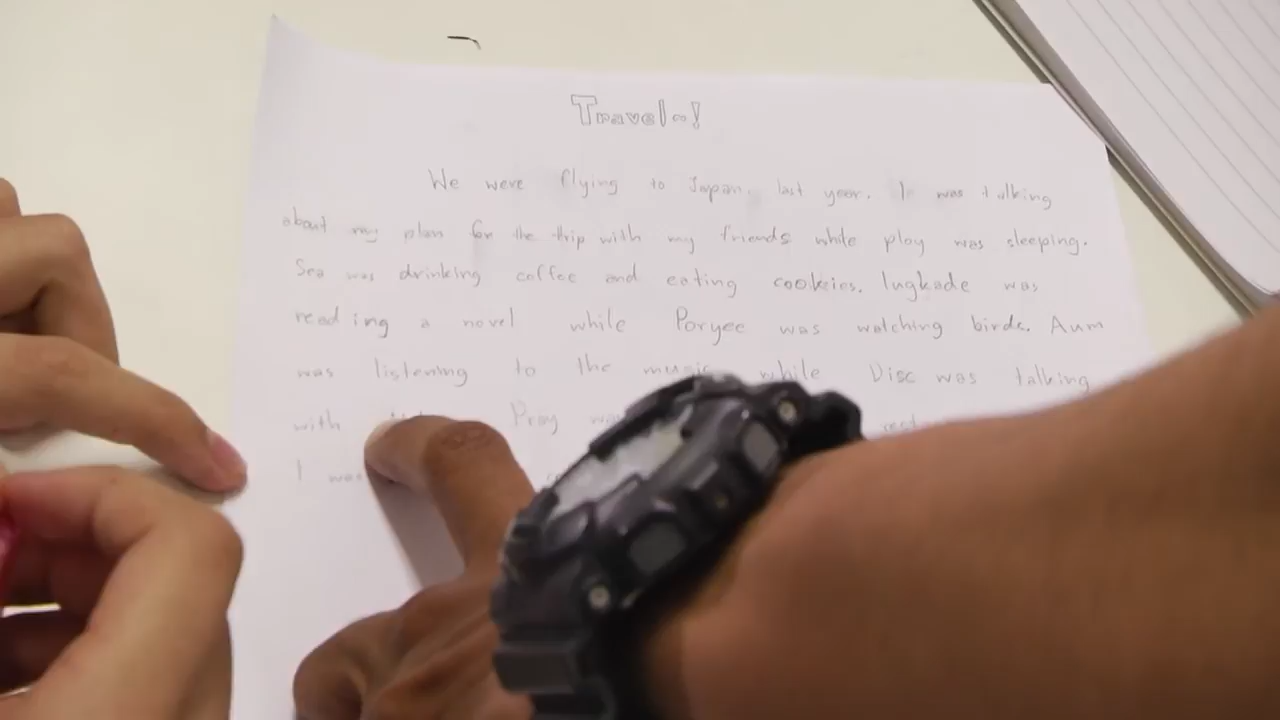 Travel~!
We were flying to Japan, last year. I was talking
about my plan for the trip with my friends while ploy was sleeping.
Sea was drinking coffee and eating cookies. Lugkade was
reading a novel while Poryee was watching birds. Aum
was listening to the music while Disc was talking
with Pray
I was